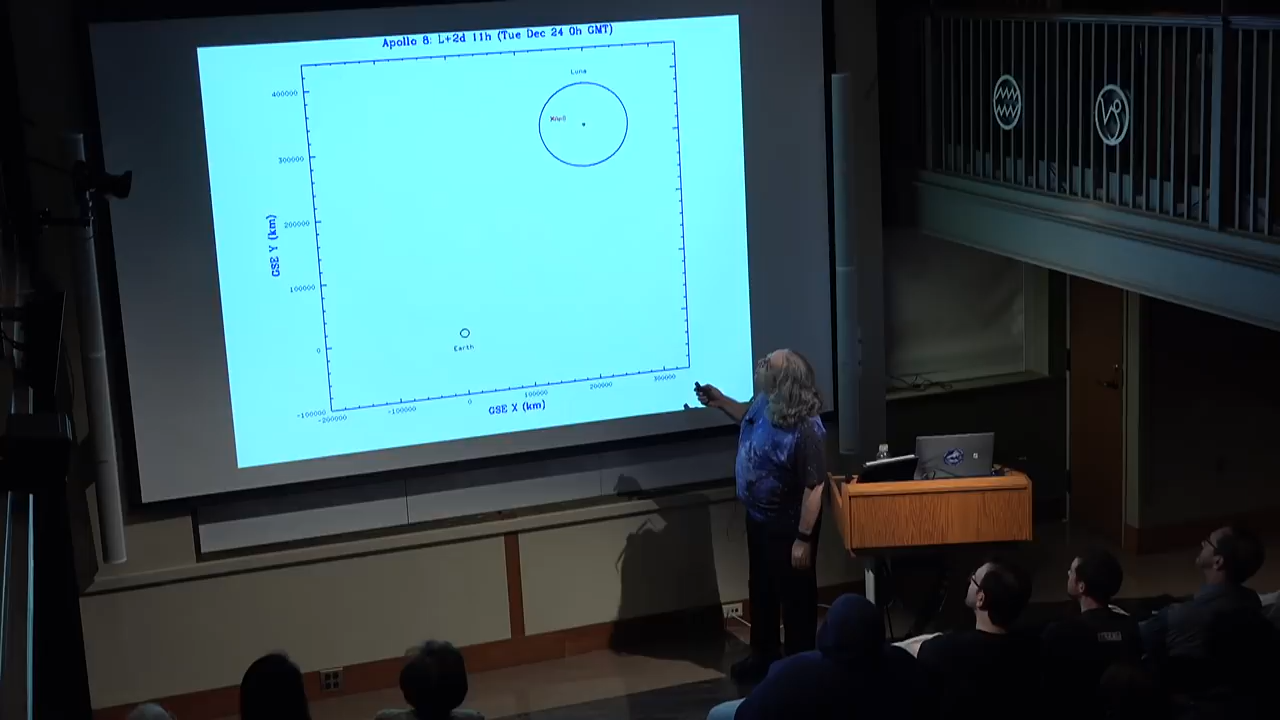 Apollo 8: L+2d 11h (Tue Dec 24 0h GMT)
Luna
400000
300000
200000
100000
0
-100000
GSE Y (km)
Earth
-200000
-100000
0
100000
200000
300000
GSE X (km)